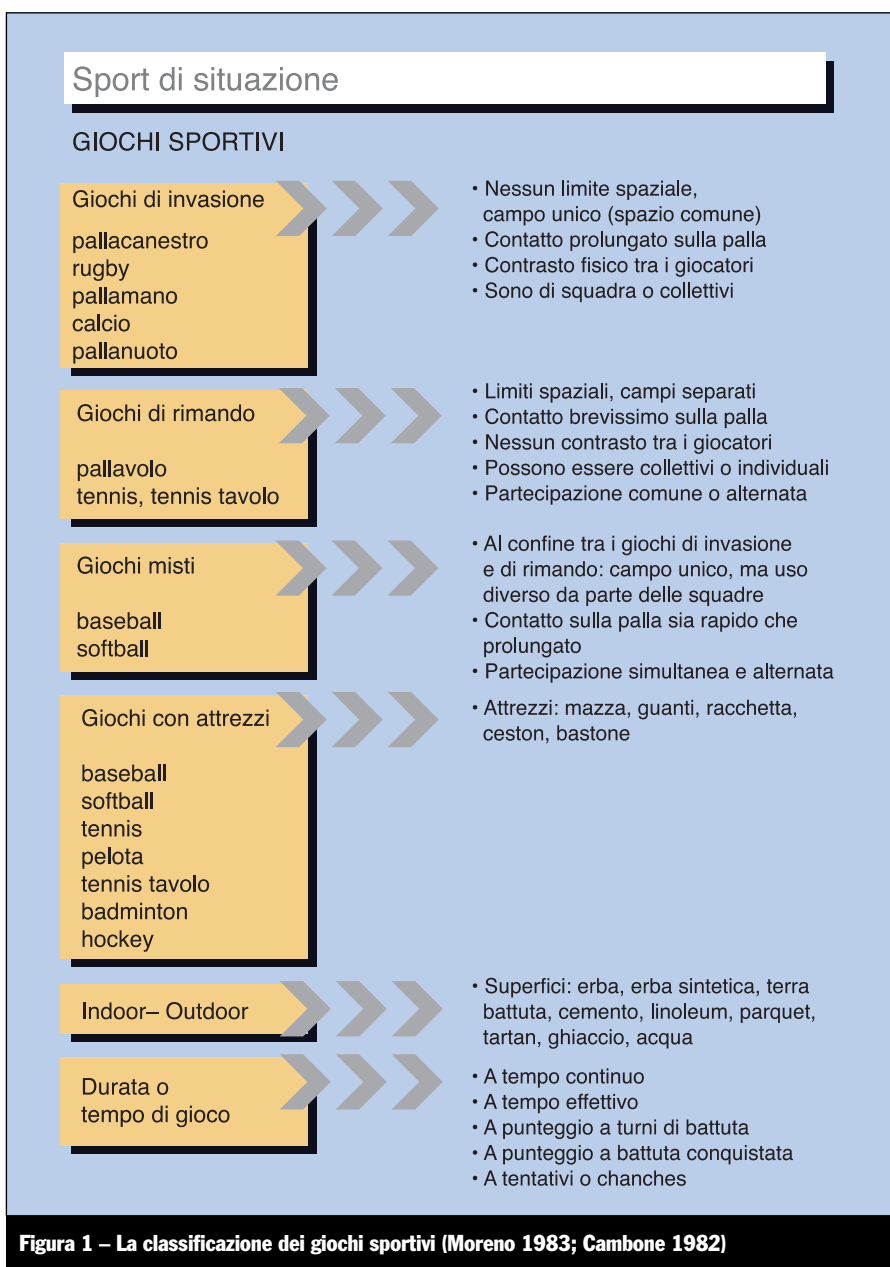 Sport di situazione
GIOCHI SPORTIVI
Giochi di invasione
pallacanestro
rugby
pallamano
calcio
pallanuoto
• Nessun limite spaziale,
campo unico (spazio comune)
• Contatto prolungato sulla palla
• Contrasto fisico tra i giocatori
• Sono di squadra o collettivi
Giochi di rimando
pallavolo
tennis, tennis tavolo
• Limiti spaziali, campi separati
• Contatto brevissimo sulla palla
• Nessun contrasto tra i giocatori
• Possono essere collettivi o individuali
• Partecipazione comune o alternata
Giochi misti
baseball
softball
• Al confine tra i giochi di invasione
e di rimando: campo unico, ma uso
diverso da parte delle squadre
• Contatto sulla palla sia rapido che
prolungato
• Partecipazione simultanea e alternata
Giochi con attrezzi
baseball
softball
tennis
pelota
tennis tavolo
badminton
hockey
• Attrezzi: mazza, guanti, racchetta,
ceston, bastone
Indoor– Outdoor
• Superfici: erba, erba sintetica, terra
battuta, cemento, linoleum, parquet,
tartan, ghiaccio, acqua
Durata o
tempo di gioco
• A tempo continuo
• A tempo effettivo
• A punteggio a turni di battuta
• A punteggio a battuta conquistata
• A tentativi o chanches
Figura 1 – La classificazione dei giochi sportivi (Moreno 1983; Cambone 1982)